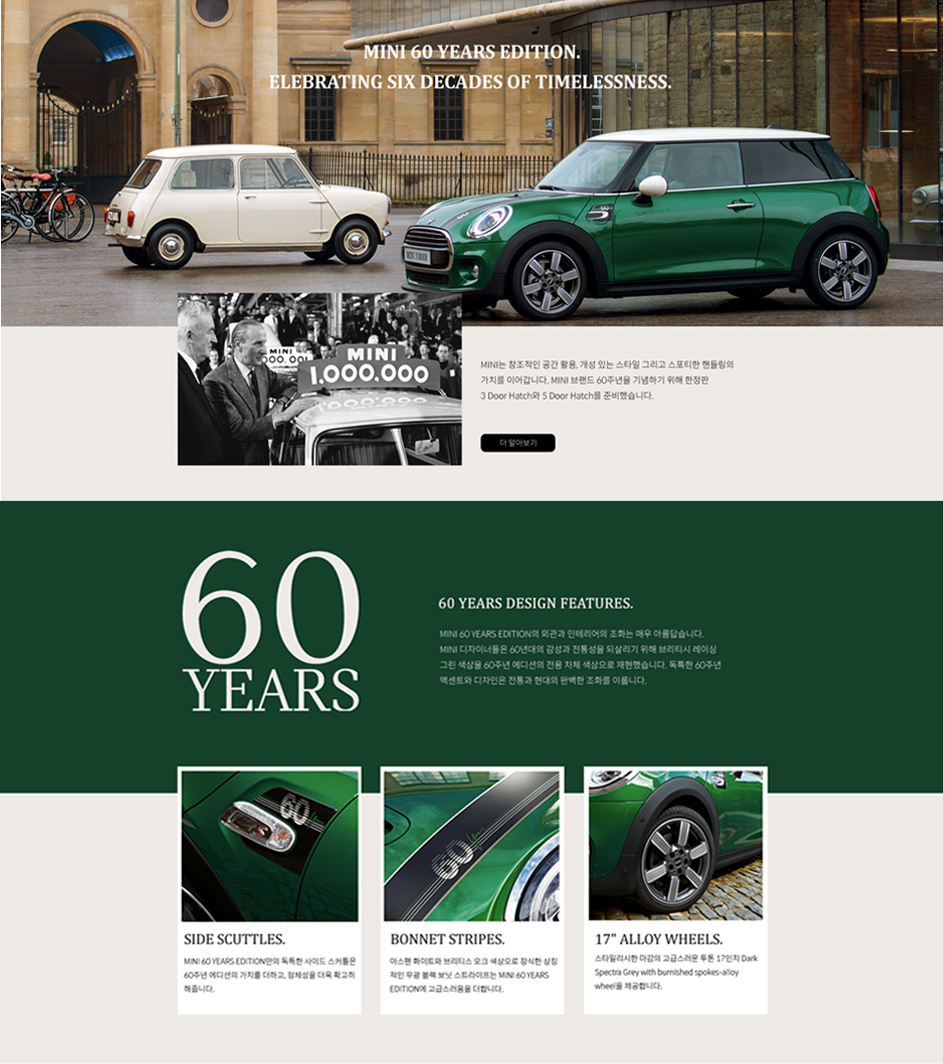 MINI 60 YEARS EDITION.
ELEBRATING SIX DECADES OF TIMELESSNESS.
60
MINI
000.00
MINI
1,000,000
MINI는 창조적인 공간 활용, 개성 있는 스타일 그리고 스포티한 핸들링의
가치를 이어갑니다. MINI 브랜드 60주년을 기념하기 위해 한정판
3 Door Hatch와 5 Door Hatch를 준비했습니다.
더 알아보기
60
YEARS
60 YEARS DESIGN FEATURES.
MINI 60 YEARS EDITION의 외관과 인테리어의 조화는 매우 아름답습니다.
MINI 디자이너들은 60년대의 감성과 전통성을 되살리기 위해 브리티시 레이싱
그린 색상을 60주년 에디션의 전용 차체 색상으로 재현했습니다. 독특한 60주년
액센트와 디자인은 전통과 현대의 완벽한 조화를 이룹니다.
60
60
SIDE SCUTTLES.
MINI 60 YEARS EDITION만의 독특한 사이드 스커틀은
60주년 에디션의 가치를 더하고, 정체성을 더욱 확고히
해줍니다.
BONNET STRIPES.
아스펜 화이트와 브리티스 오크 색상으로 장식한 상징
적인 무광 블랙 보닛 스트라이프는 MINI 60 YEARS
EDITION에 고급스러움을 더합니다.
17" ALLOY WHEELS.
스타일리시한 마감의 고급스러운 투톤 17인치 Dark
Spectra Grey with burnished spokes-alloy
wheel을 제공합니다.